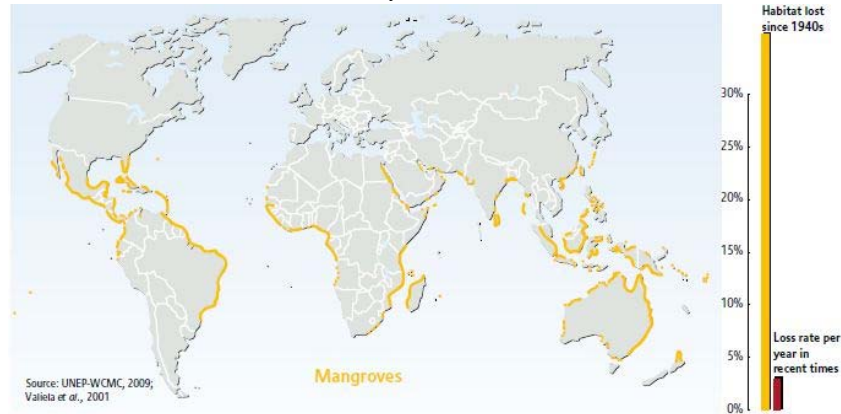 Habitat lost
since 1940s
30%
25%
20%
15%
10%
Loss rate per
year in
recent times
5%
0%
Mangroves
Source: UNEP-WCMC, 2009;
Valiela et al., 2001